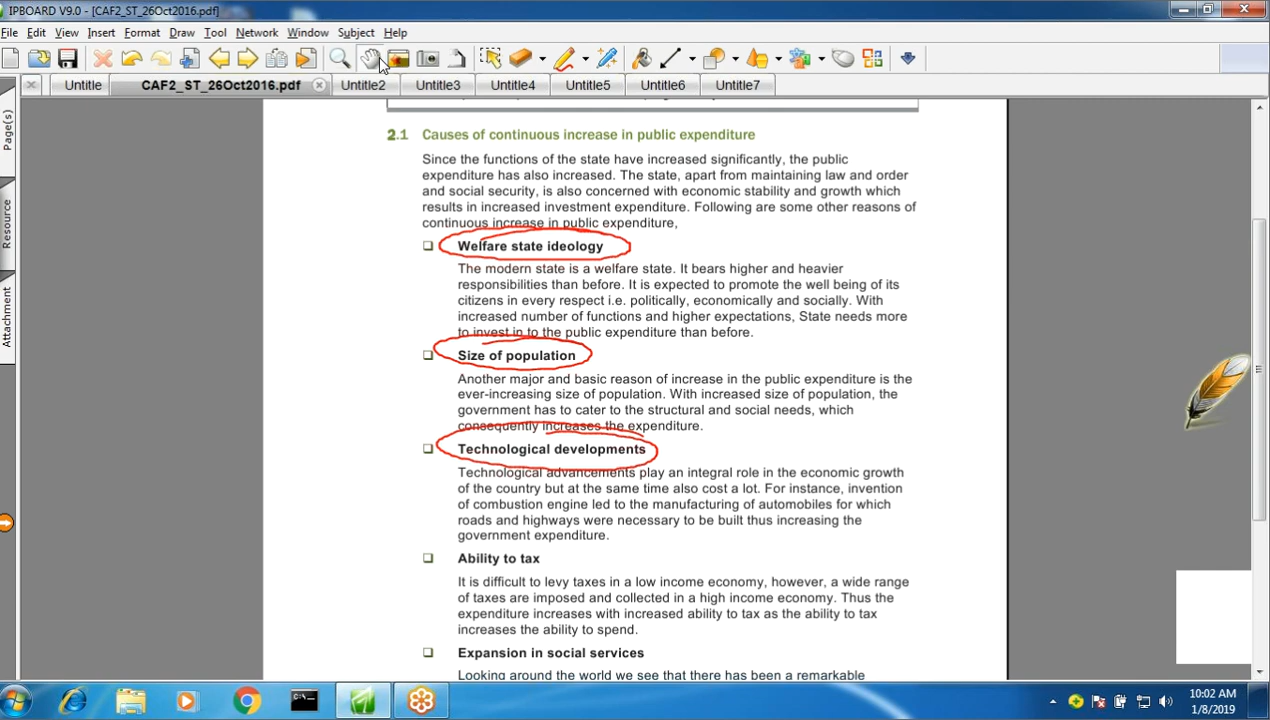 IPBOARD V9.0 - [CAF2_ST_26Oct2016.pdf]
File Edit View Insert Format Draw Tool Network Window Subject Help
Untitle CAF2_ST_26Oct2016.pdf Untitle2 Untitle3 Untitle4 Untitle5 Untitle6 Untitle7
Page(s)
Resource
Attachment
2.1 Causes of continuous increase in public expenditure
Since the functions of the state have increased significantly, the public
expenditure has also increased. The state, apart from maintaining law and order
and social security, is also concerned with economic stability and growth which
results in increased investment expenditure. Following are some other reasons of
continuous increase in public expenditure,
❑ Welfare state ideology
The modern state is a welfare state. It bears higher and heavier
responsibilities than before. It is expected to promote the well being of its
citizens in every respect i.e. politically, economically and socially. With
increased number of functions and higher expectations, State needs more
to invest in to the public expenditure than before.
❑ Size of population
Another major and basic reason of increase in the public expenditure is the
ever-increasing size of population. With increased size of population, the
government has to cater to the structural and social needs, which
consequently increases the expenditure.
❑ Technological developments
Technological advancements play an integral role in the economic growth
of the country but at the same time also cost a lot. For instance, invention
of combustion engine led to the manufacturing of automobiles for which
roads and highways were necessary to be built thus increasing the
government expenditure.
❑ Ability to tax
It is difficult to levy taxes in a low income economy, however, a wide range
of taxes are imposed and collected in a high income economy. Thus the
expenditure increases with increased ability to tax as the ability to tax
increases the ability to spend.
❑ Expansion in social services
Looking around the world we see that there has been a remarkable
10:02 AM
1/8/2019